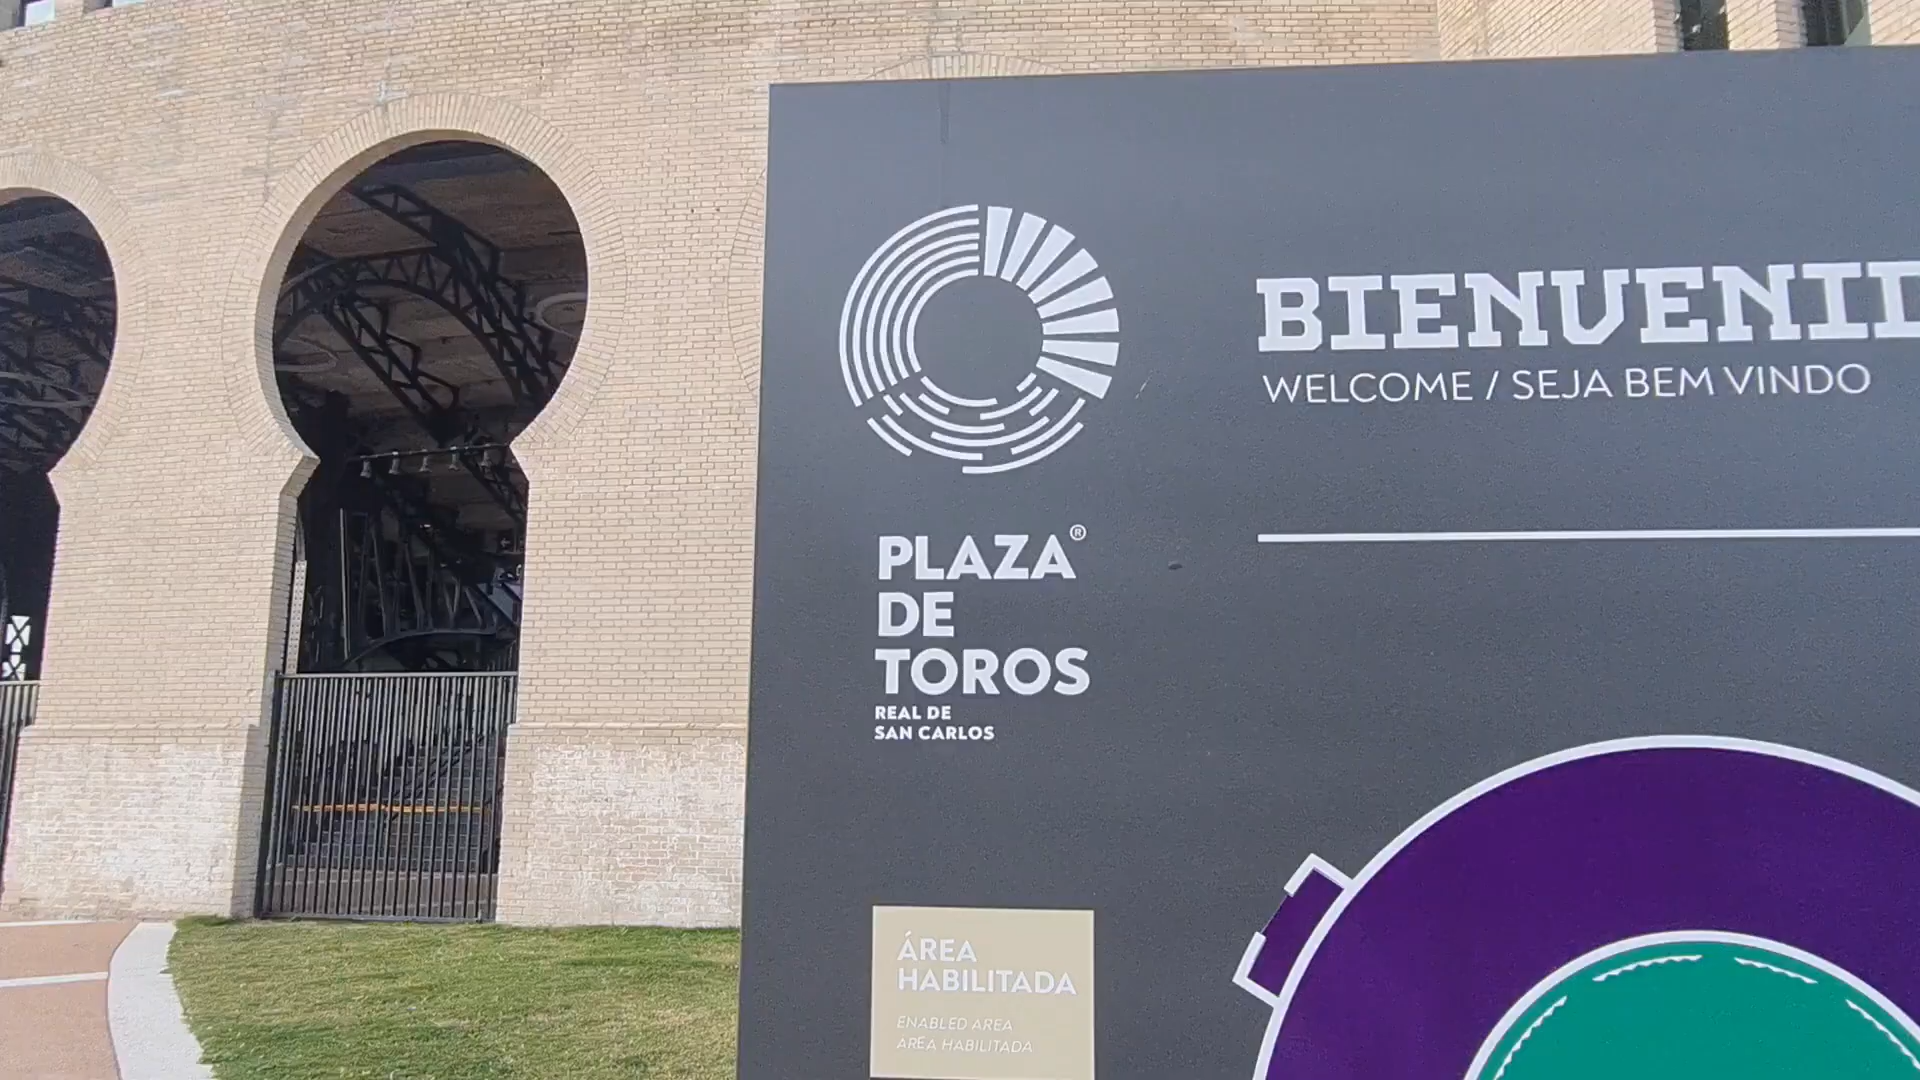 BIENVENID
WELCOME / SEJA BEM VINDO
PLAZA®
DE
TOROS
REAL DE
SAN CARLOS
ÁREA
HABILITADA
ENABLED AREA
ÁREA HABILITADA